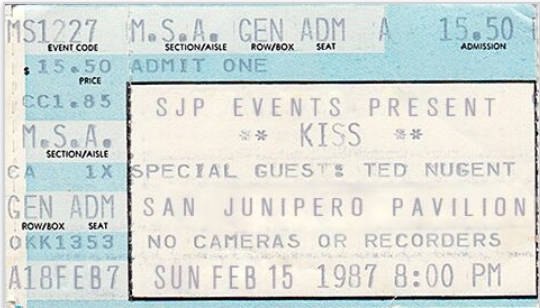 MS1227 M.S.A. GEN ADM A 15.50
EVENT CODE SECTION/AISLE ROW/BOX SEAT ADMISSION
$ 15.50 ADMIT ONE
PRICE
CC1.85
SJP EVENTS PRESENT
M.S.A. ** KISS **
SECTION/AISLE
CA 1X SPECIAL GUEST: TED NUGENT
GEN ADM SAN JUNIPERO PAVILION
ROW/BOX SEAT
OKK1353 NO CAMERAS OR RECORDERS
A18FEB7 SUN FEB 15 1987 8:00 PM